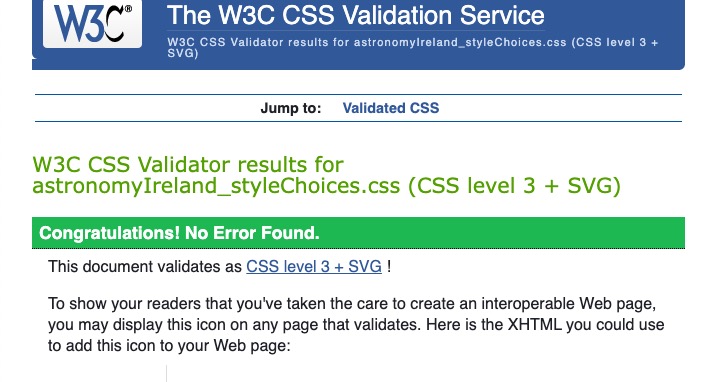 W3C®
The W3C CSS Validation Service
W3C CSS Validator results for astronomyIreland_styleChoices.css (CSS level 3 +
SVG)
Jump to: Validated CSS
W3C CSS Validator results for
astronomyIreland_styleChoices.css (CSS level 3 + SVG)
Congratulations! No Error Found.
This document validates as CSS level 3 + SVG !
To show your readers that you've taken the care to create an interoperable Web page,
you may display this icon on any page that validates. Here is the XHTML you could use
to add this icon to your Web page: